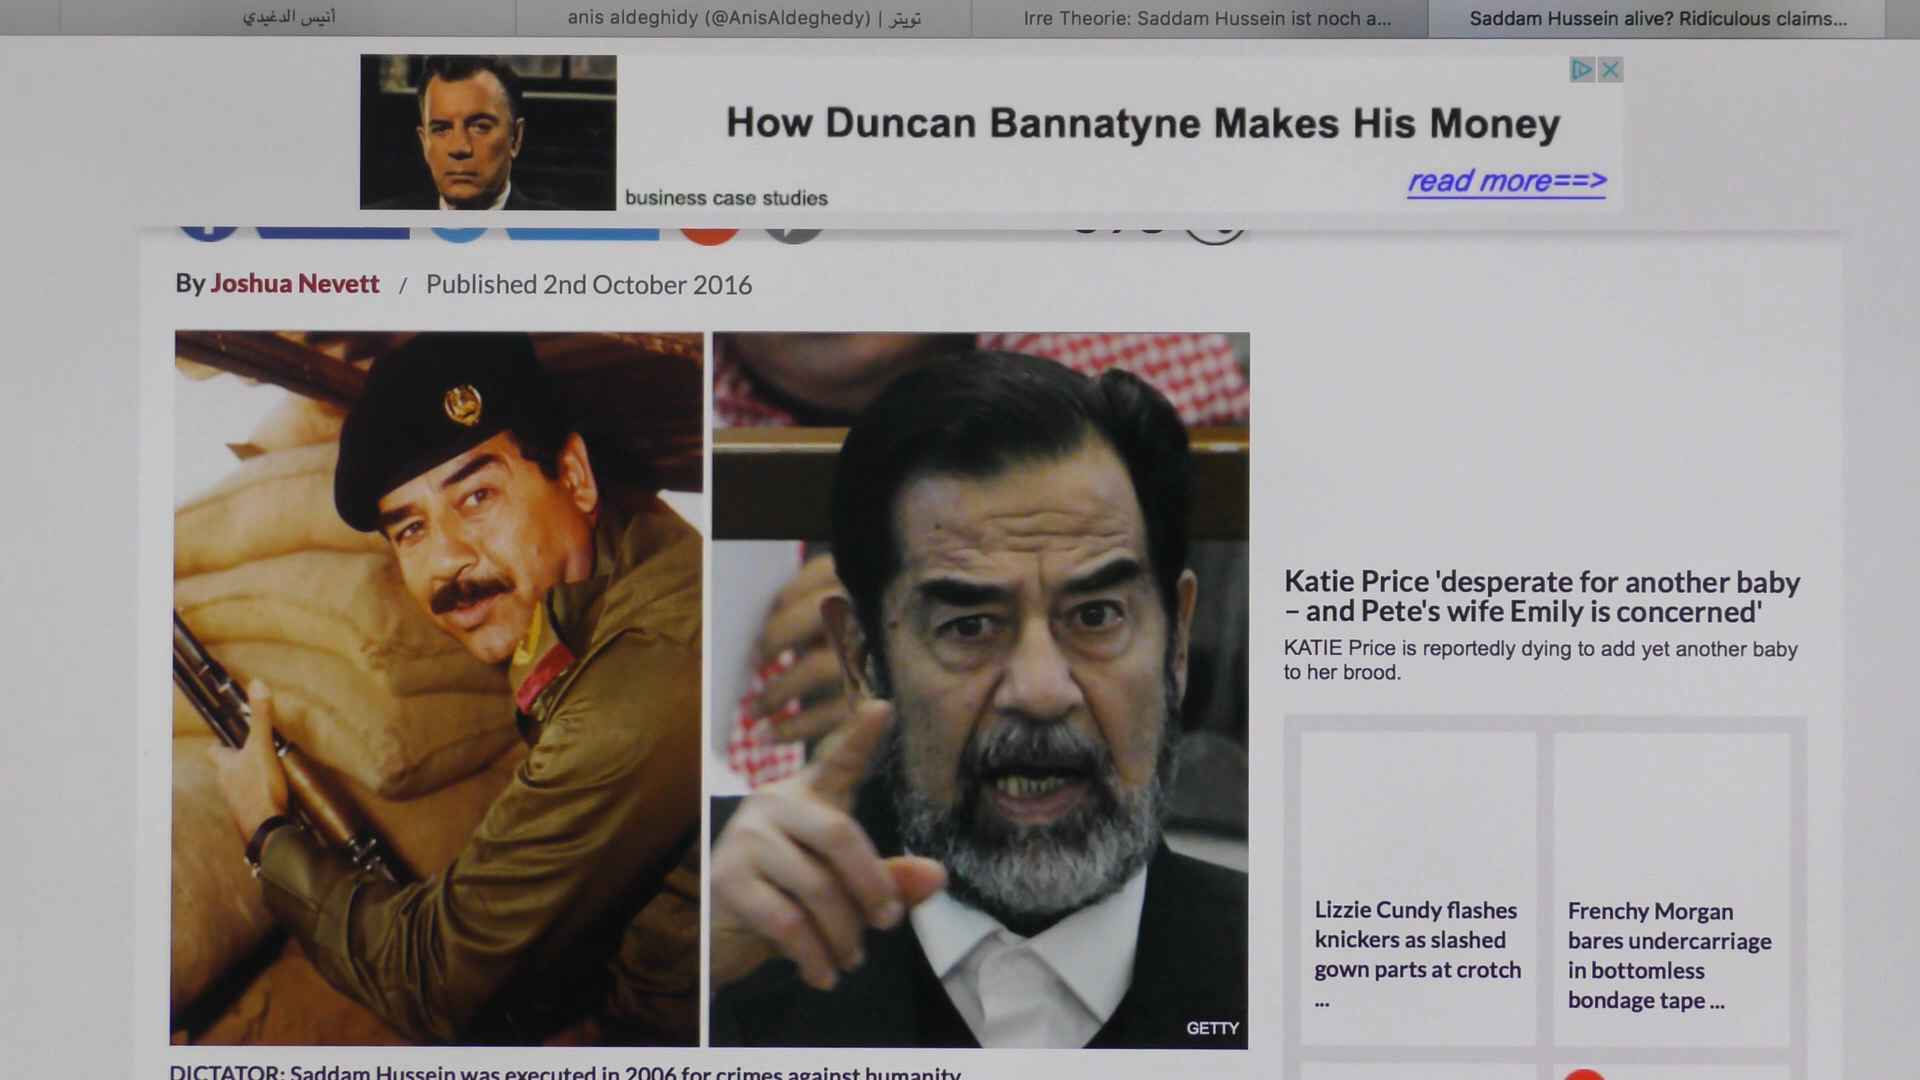 أنيس الدغيدي
anis aldeghidy (@AnisAldeghedy) | تويتر
Irre Theorie: Saddam Hussein ist noch a...
Saddam Hussein alive? Ridiculous claims...
How Duncan Bannatyne Makes His Money
read more==>
business case studies
By Joshua Nevett / Published 2nd October 2016
GETTY
DICTATOR: Saddam Hussein was executed in 2006 for crimes against humanity
Katie Price 'desperate for another baby
– and Pete's wife Emily is concerned'
KATIE Price is reportedly dying to add yet another baby
to her brood.
Lizzie Cundy flashes
knickers as slashed
gown parts at crotch
...
Frenchy Morgan
bares undercarriage
in bottomless
bondage tape ...